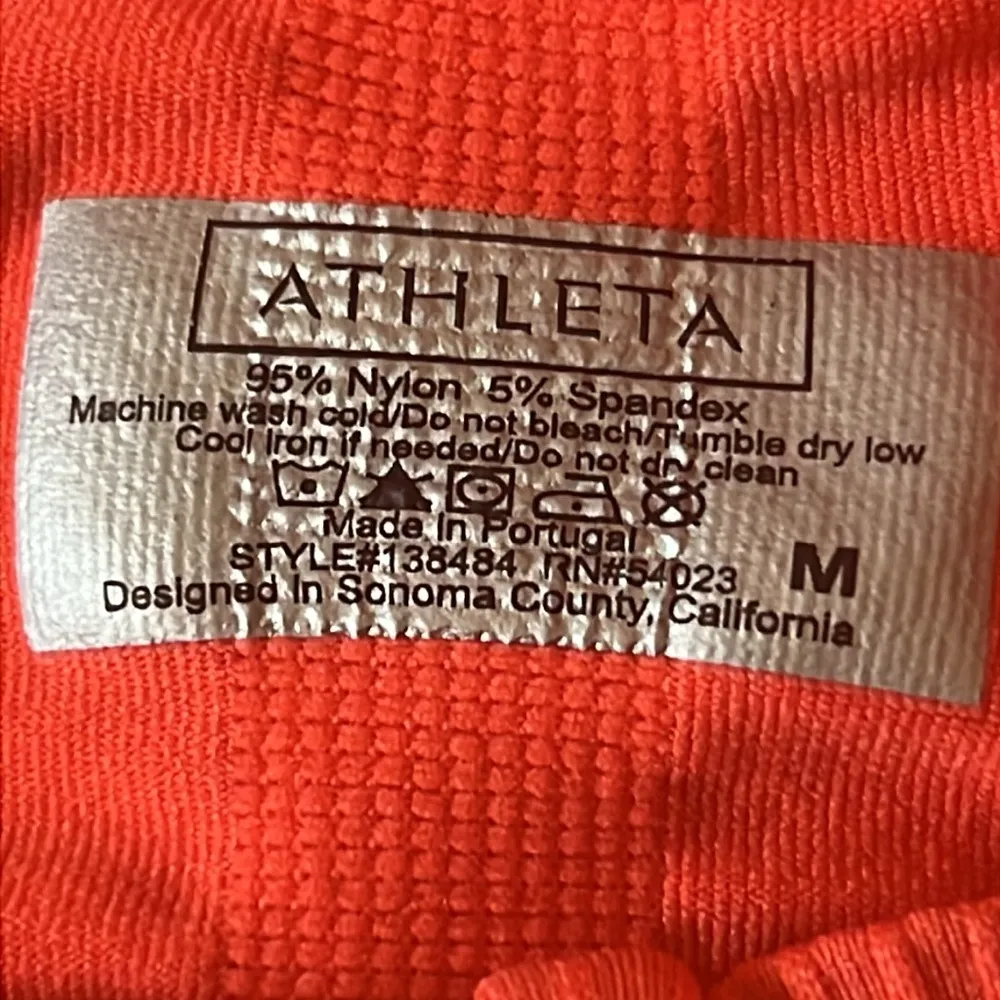 ATHLETA
95% Nylon 5% Spandex
Machine wash cold/Do not bleach/Tumble dry low
Cool Iron if needed/Do not dry clean
Made In Portugal
STYLE#138484 RN#54023 M
Designed In Sonoma County, California